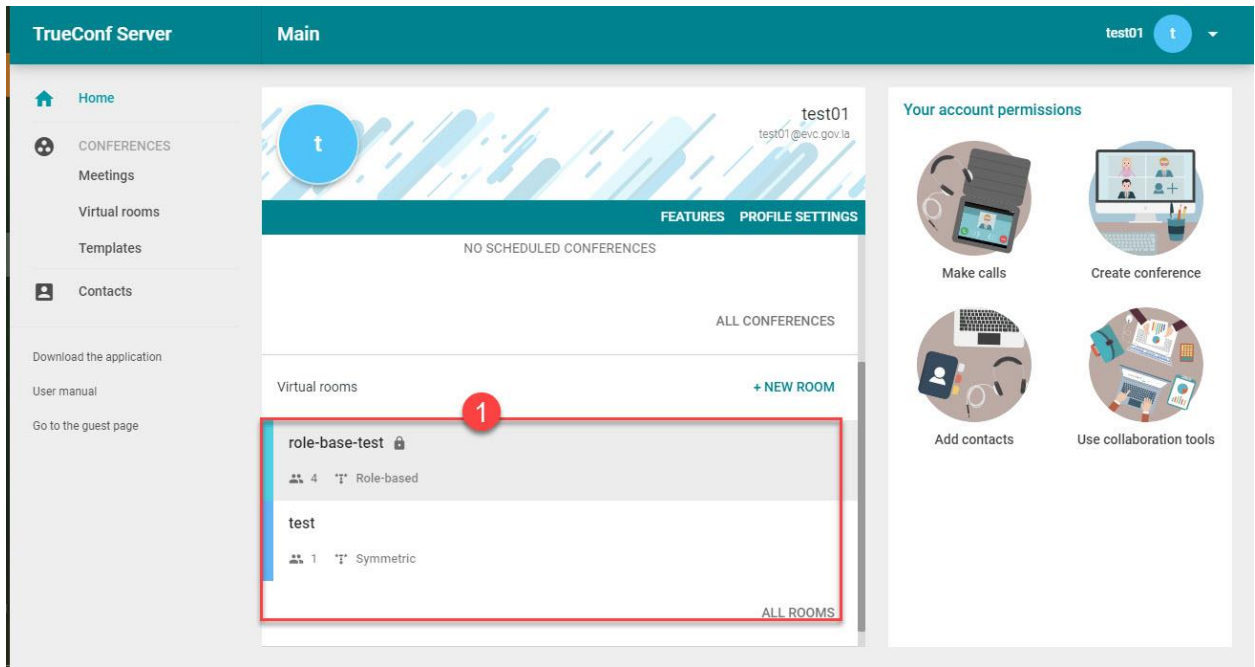 TrueConf Server
Main
test01 t
Home
CONFERENCES
Meetings
Virtual rooms
Templates
Contacts
Download the application
User manual
Go to the guest page
t
test01
test01@evc.gov.la
FEATURES PROFILE SETTINGS
NO SCHEDULED CONFERENCES
ALL CONFERENCES
Virtual rooms + NEW ROOM
1
role-base-test
4 Role-based
test
1 Symmetric
ALL ROOMS
Your account permissions
Make calls Create conference
Add contacts Use collaboration tools